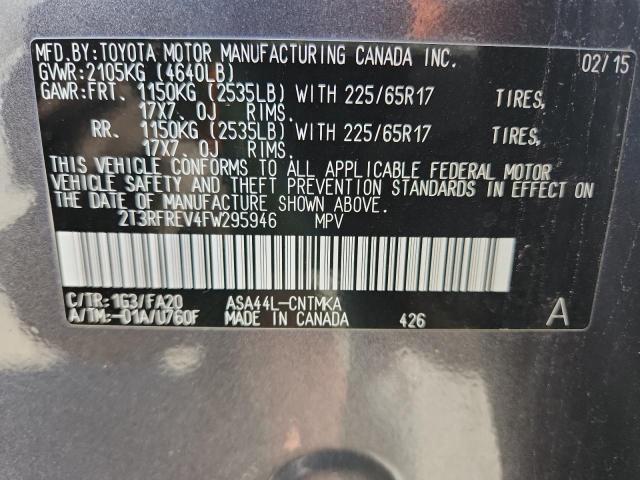 MFD.BY:TOYOTA MOTOR MANUFACTURING CANADA INC. 02/15
GVWR:2105KG (4640LB)
GAWR:FRT. 1150KG (2535LB) WITH 225/65R17 TIRES,
17X7.0J RIMS.
RR. 1150KG (2535LB) WITH 225/65R17 TIRES,
17X7.0J RIMS.
THIS VEHICLE CONFORMS TO ALL APPLICABLE FEDERAL MOTOR
VEHICLE SAFETY AND THEFT PREVENTION STANDARDS IN EFFECT ON
THE DATE OF MANUFACTURE SHOWN ABOVE.
2T3RFREV4FW295946 MPV
C/TR:1G3/FA20 ASA44L-CNTMKA
A/TM:-01A/U760F MADE IN CANADA 426 A